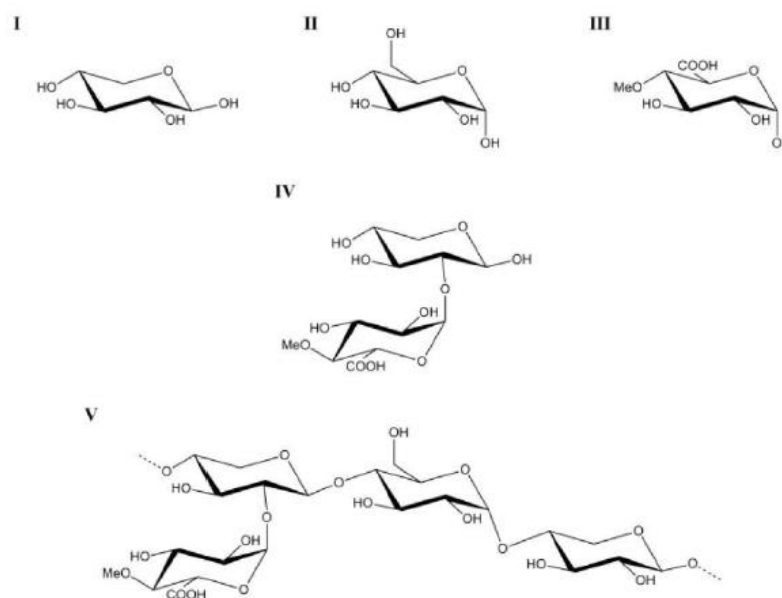 I II III
OH
O O COOH O
HO HO MeO
HO OH HO HO
OH OH OH
OH O
IV
O
HO
HO OH
O
HO OH
MeO
COOH O
V
OH
O O
O O
HO O HO
O OH O
HO OH O
HO OH O
MeO OH
COOH O